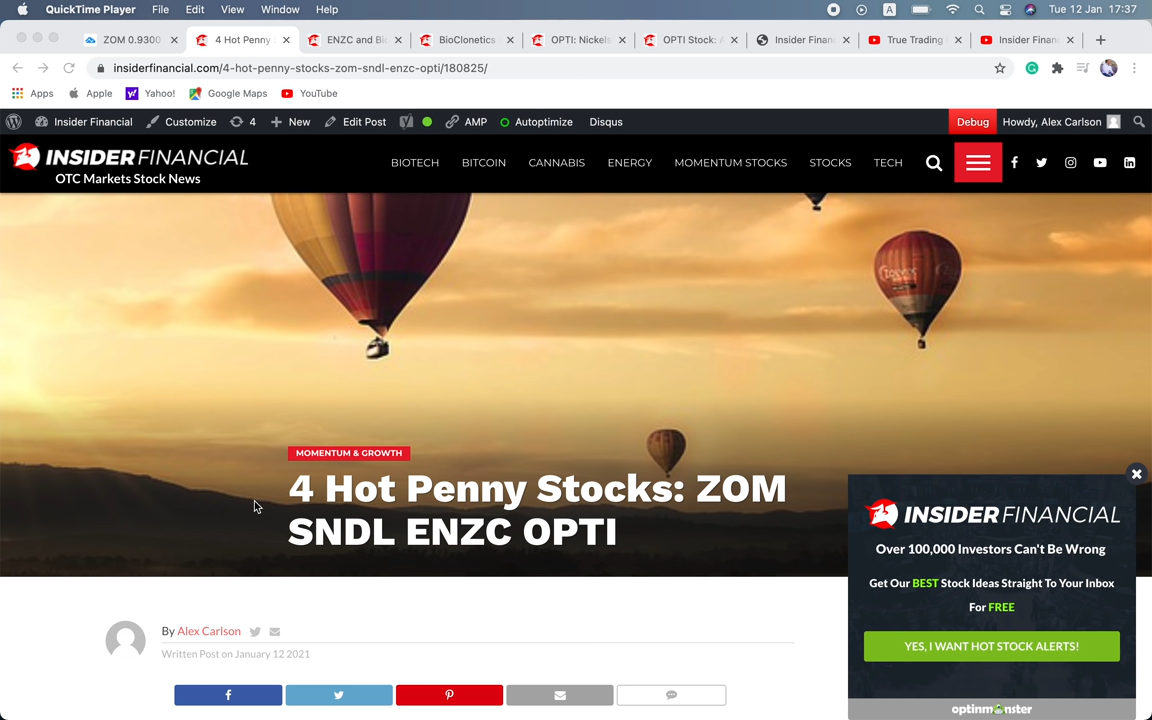 QuickTime Player File Edit View Window Help
A Tue 12 Jan 17:37
ZOM 0.9300
4 Hot Penny
ENZC and Bi
BioClonetics
OPTI: Nickels
OPTI Stock: A
Insider Finan
True Trading
Insider Finan
insiderfinancial.com/4-hot-penny-stocks-zom-sndl-enzc-opti/180825/
Apps Apple Yahoo! Google Maps YouTube
Insider Financial Customize 4 New Edit Post AMP Autoptimize Disqus Debug Howdy, Alex Carlson
INSIDER FINANCIAL
OTC Markets Stock News
BIOTECH BITCOIN CANNABIS ENERGY MOMENTUM STOCKS STOCKS TECH
MOMENTUM & GROWTH
4 Hot Penny Stocks: ZOM
SNDL ENZC OPTI
By Alex Carlson
Written Post on January 12 2021
INSIDER FINANCIAL
Over 100,000 Investors Can't Be Wrong
Get Our BEST Stock Ideas Straight To Your Inbox
For FREE
YES, I WANT HOT STOCK ALERTS!
optinmonster